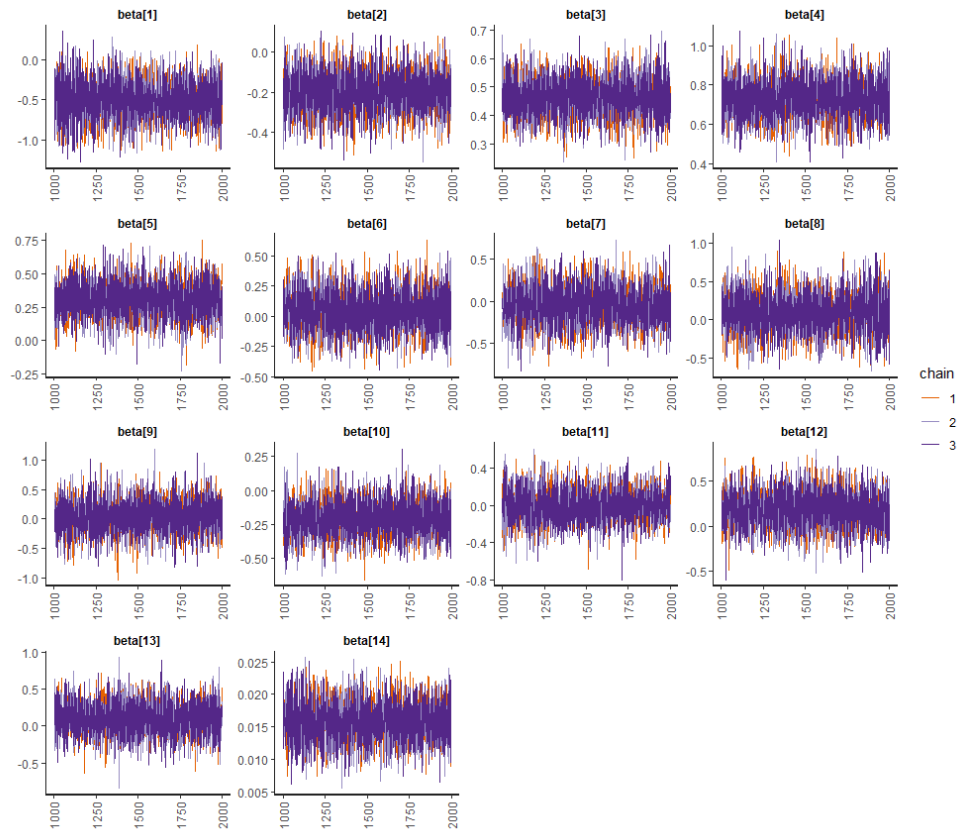 beta[1] beta[2] beta[3] beta[4]
0.0 0.0 0.7 1.0
-0.5 -0.2 0.6 0.8
-1.0 -0.4 0.5 0.6
0.4 0.4
0.3
1000 1250 1500 1750 2000 1000 1250 1500 1750 2000 1000 1250 1500 1750 2000 1000 1250 1500 1750 2000
beta[5] beta[6] beta[7] beta[8]
0.75 0.50 0.5 1.0
0.50 0.25 0.0 0.5
0.25 0.00 -0.5 0.0
0.00 -0.25 -0.5
-0.25 -0.50
1000 1250 1500 1750 2000 1000 1250 1500 1750 2000 1000 1250 1500 1750 2000 1000 1250 1500 1750 2000
chain
1
2
3
beta[9] beta[10] beta[11] beta[12]
1.0 0.25 0.4 0.5
0.5 0.00 0.0 0.0
0.0 -0.25 -0.4 -0.5
-0.5 -0.50 -0.8
-1.0
1000 1250 1500 1750 2000 1000 1250 1500 1750 2000 1000 1250 1500 1750 2000 1000 1250 1500 1750 2000
beta[13] beta[14]
1.0 0.025
0.5 0.020
0.0 0.015
-0.5 0.010
0.005
1000 1250 1500 1750 2000 1000 1250 1500 1750 2000